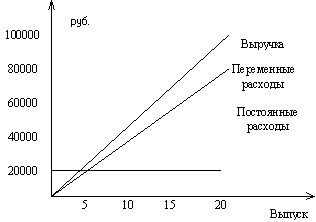 руб.
100000
Выручка
80000
Переменные
расходы
60000
Постоянные
расходы
40000
20000
5 10 15 20
Выпуск